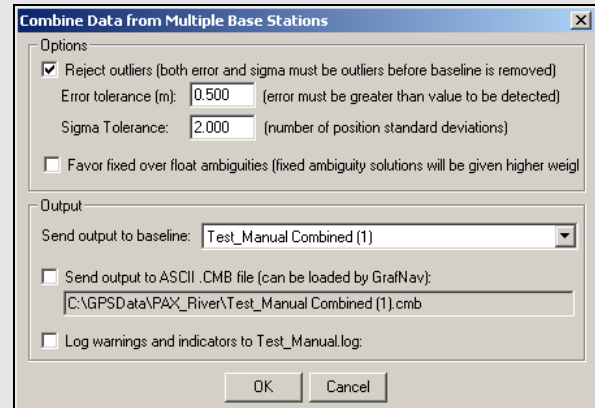 Combine Data from Multiple Base Stations
Options
Reject outliers (both error and sigma must be outliers before baseline is removed)
Error tolerance (m): 0.500 (error must be greater than value to be detected)
Sigma Tolerance: 2.000 (number of position standard deviations)
Favor fixed over float ambiguities (fixed ambiguity solutions will be given higher weigl
Output
Send output to baseline: Test_Manual Combined (1)
Send output to ASCII .CMB file (can be loaded by GrafNav):
C:\GPSData\PAX_River\Test_Manual Combined (1).cmb
Log warnings and indicators to Test_Manual.log:
OK Cancel